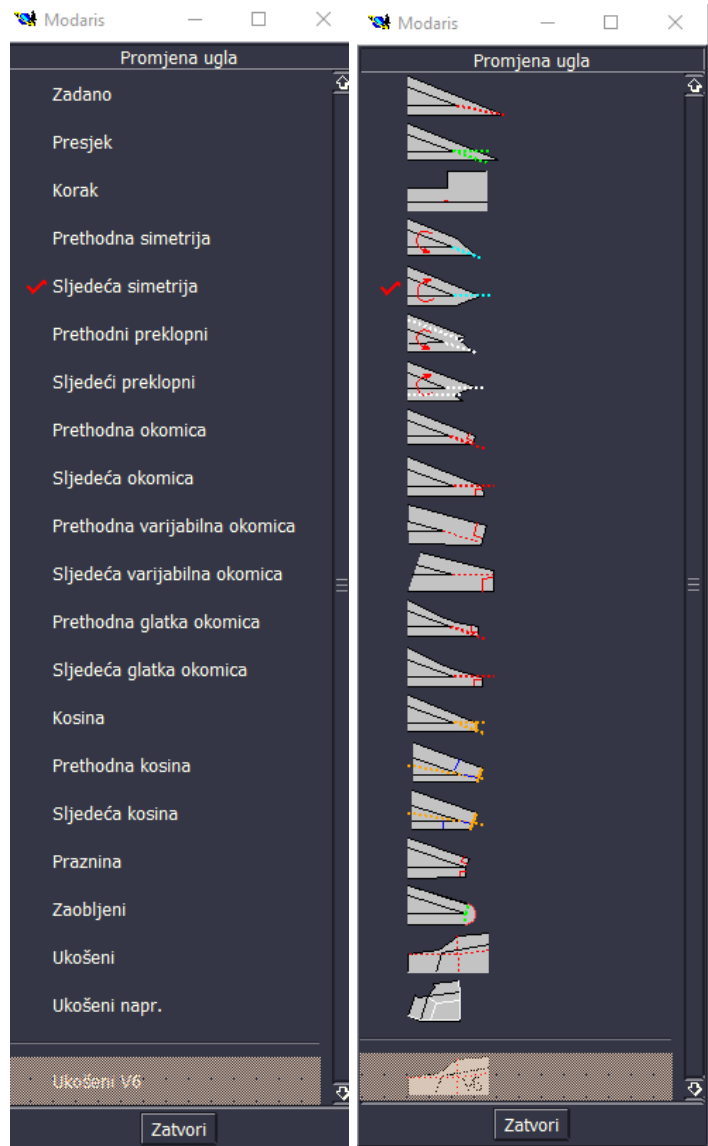 Modaris
Promjena ugla
Zadano
Presjek
Korak
Prethodna simetrija
Sljedeća simetrija
Prethodni preklopni
Sljedeći preklopni
Prethodna okomica
Sljedeća okomica
Prethodna varijabilna okomica
Sljedeća varijabilna okomica
Prethodna glatka okomica
Sljedeća glatka okomica
Kosina
Prethodna kosina
Sljedeća kosina
Praznina
Zaobljeni
Ukošeni
Ukošeni napr.
Ukošeni V6
Zatvori
Modaris
Promjena ugla
V6
Zatvori